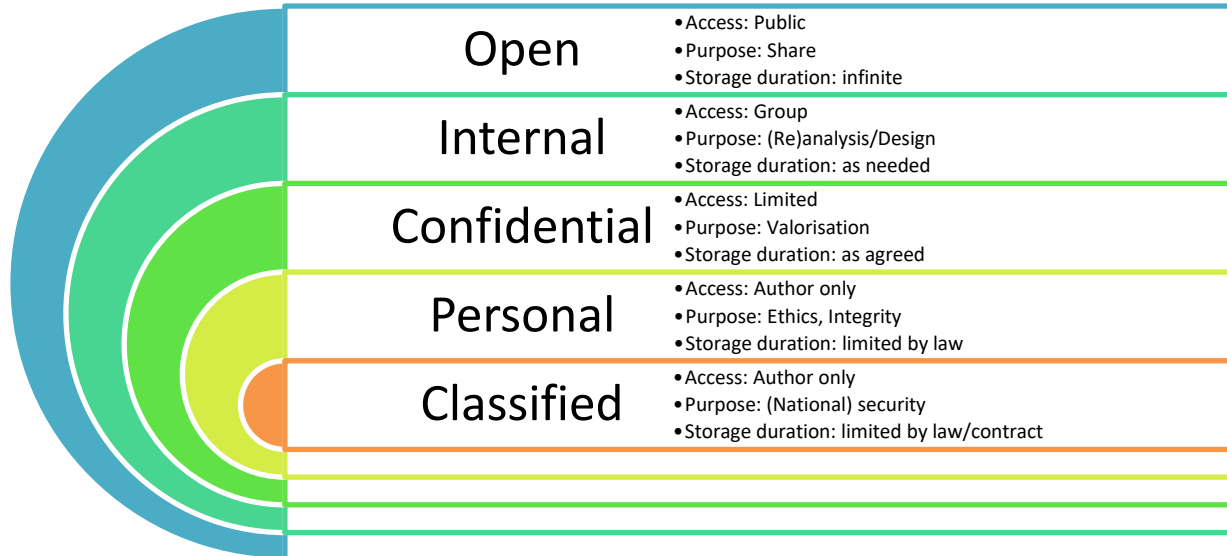 Open
•Access: Public
•Purpose: Share
•Storage duration: infinite
Internal
•Access: Group
•Purpose: (Re)analysis/Design
•Storage duration: as needed
Confidential
•Access: Limited
•Purpose: Valorisation
•Storage duration: as agreed
Personal
•Access: Author only
•Purpose: Ethics, Integrity
•Storage duration: limited by law
Classified
•Access: Author only
•Purpose: (National) security
•Storage duration: limited by law/contract